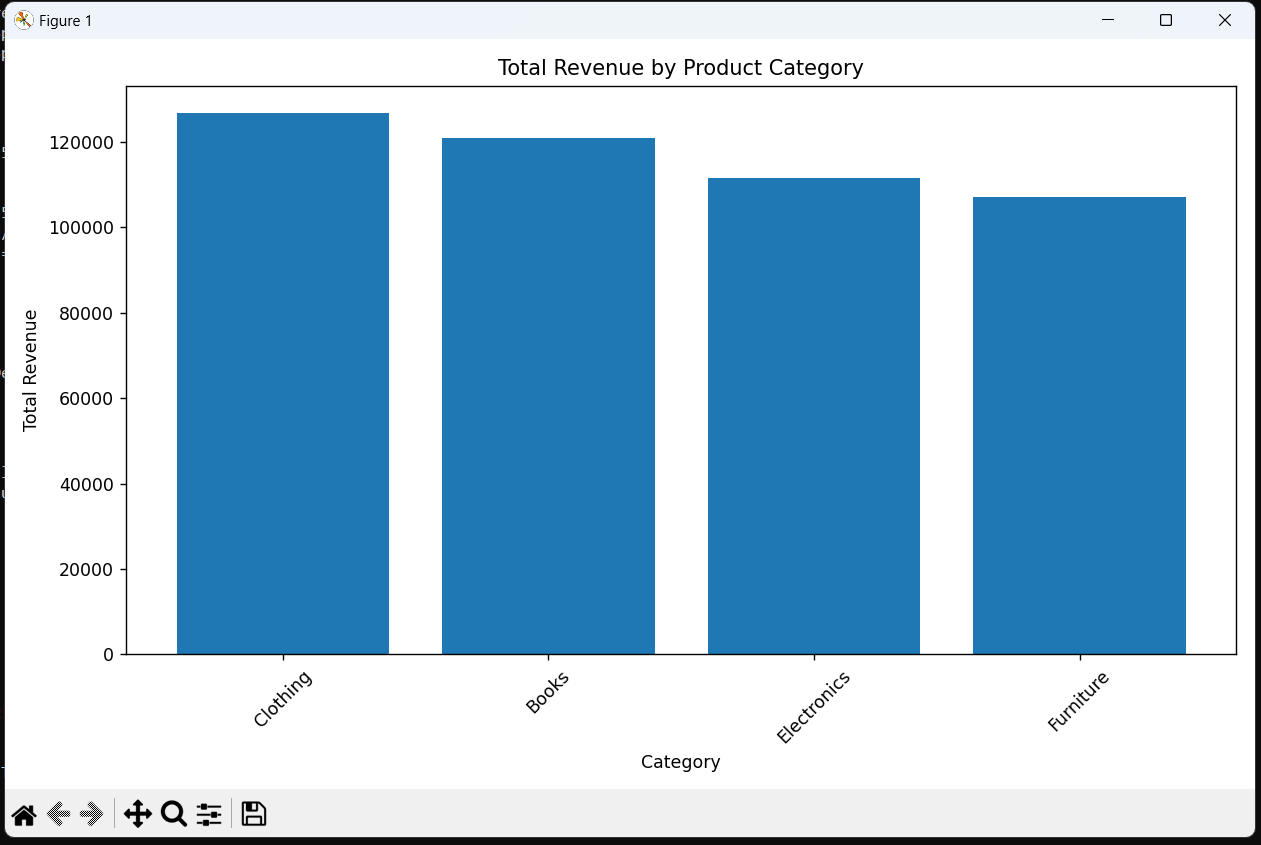 Figure 1
Total Revenue by Product Category
120000
100000
80000
60000
40000
20000
0
Total Revenue
Clothing
Books
Electronics
Furniture
Category